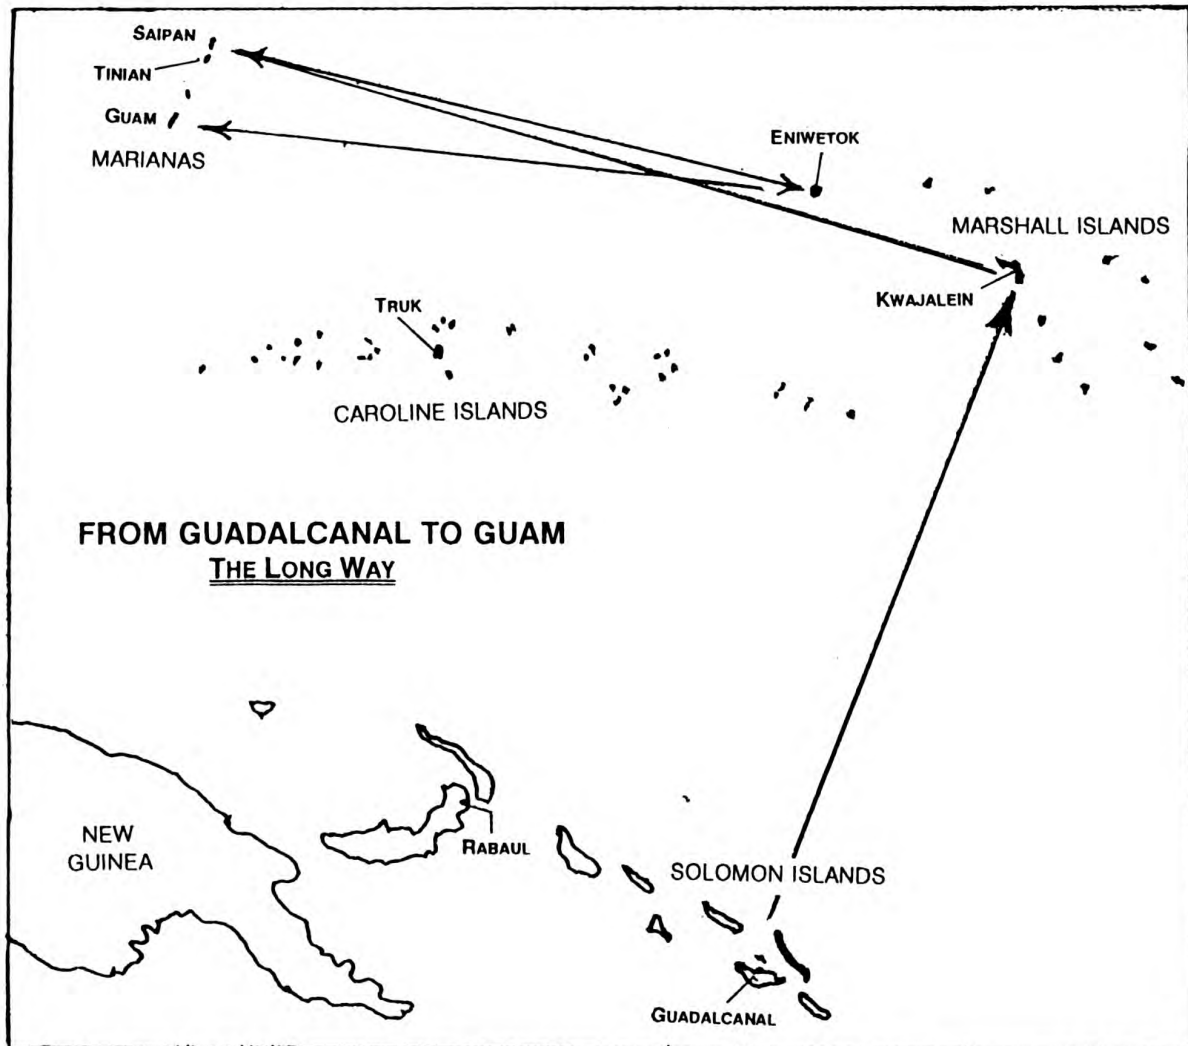 SAIPAN
TINIAN
GUAM
MARIANAS
ENIWETOK
MARSHALL ISLANDS
KWAJALEIN
TRUK
CAROLINE ISLANDS
FROM GUADALCANAL TO GUAM
THE LONG WAY
NEW
GUINEA
RABAUL
SOLOMON ISLANDS
GUADALCANAL